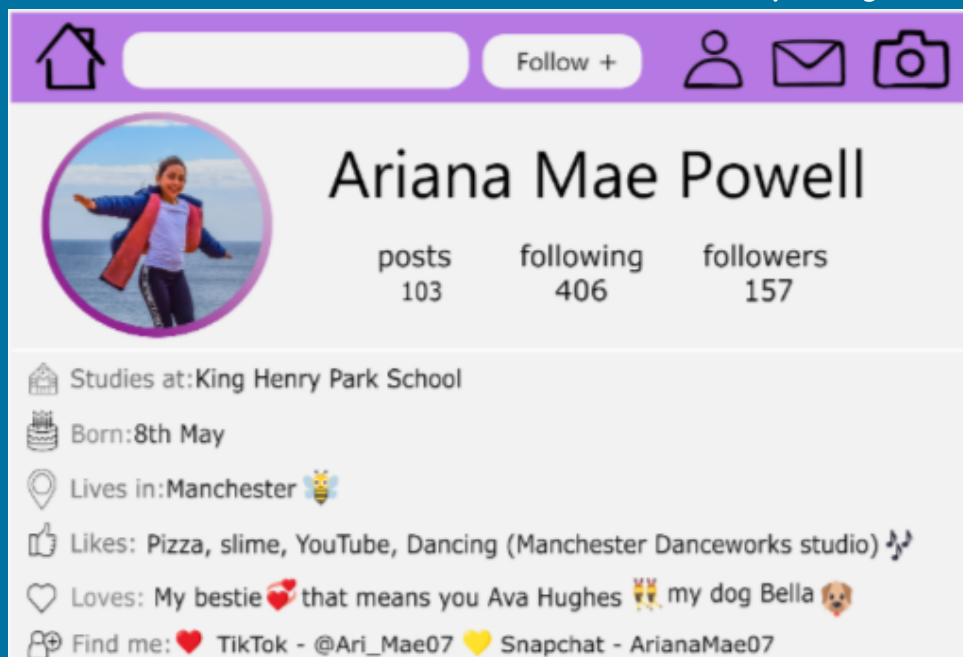 Follow +
Ariana Mae Powell
posts following followers
103 406 157
Studies at:King Henry Park School
Born:8th May
Lives in:Manchester 🐝
Likes: Pizza, slime, YouTube, Dancing (Manchester Danceworks studio) 🎶
Loves: My bestie 💞 that means you Ava Hughes 👯 my dog Bella 🐶
Find me: ❤️ TikTok - @Ari_Mae07 💛 Snapchat - ArianaMae07